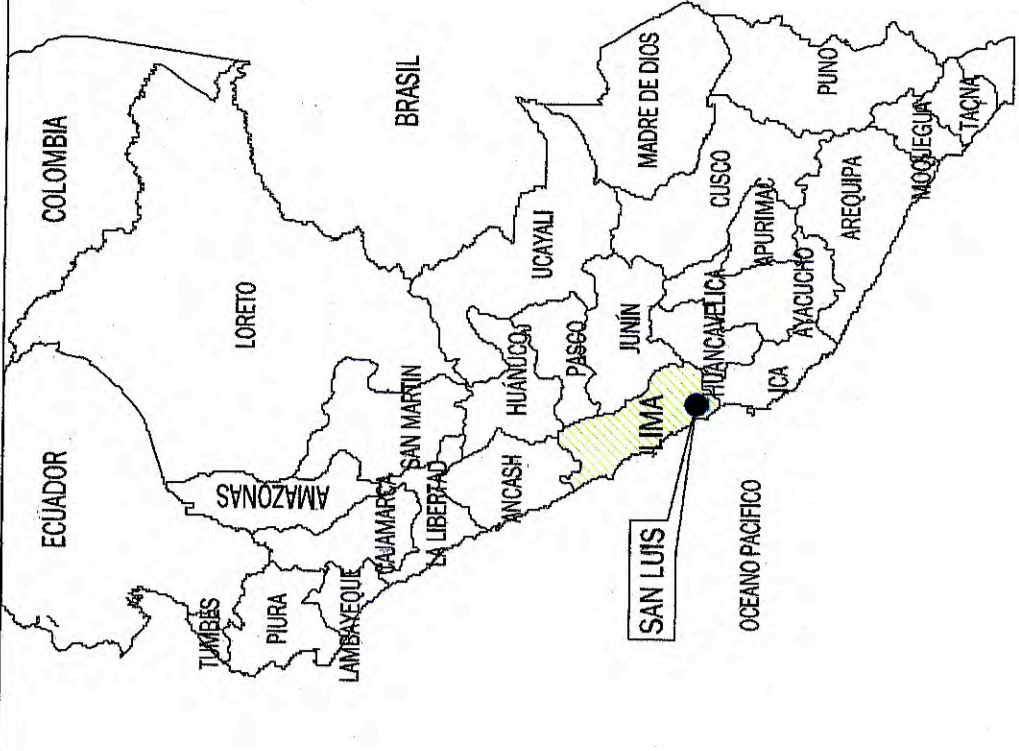 COLOMBIA
ECUADOR
BRASIL
LORETO
AMAZONAS
TUMBES
PIURA
LAMBAYEQUE
CAJAMARCA
SAN MARTIN
LA LIBERTAD
ANCASH
HUÁNUCO
UCAYALI
PASCO
JUNÍN
LIMA
MADRE DE DIOS
CUSCO
HUANCAVELICA
APURIMAC
AYACUCHO
ICA
PUNO
AREQUIPA
MOQUEGUA
TACNA
SAN LUIS
OCEANO PACIFICO